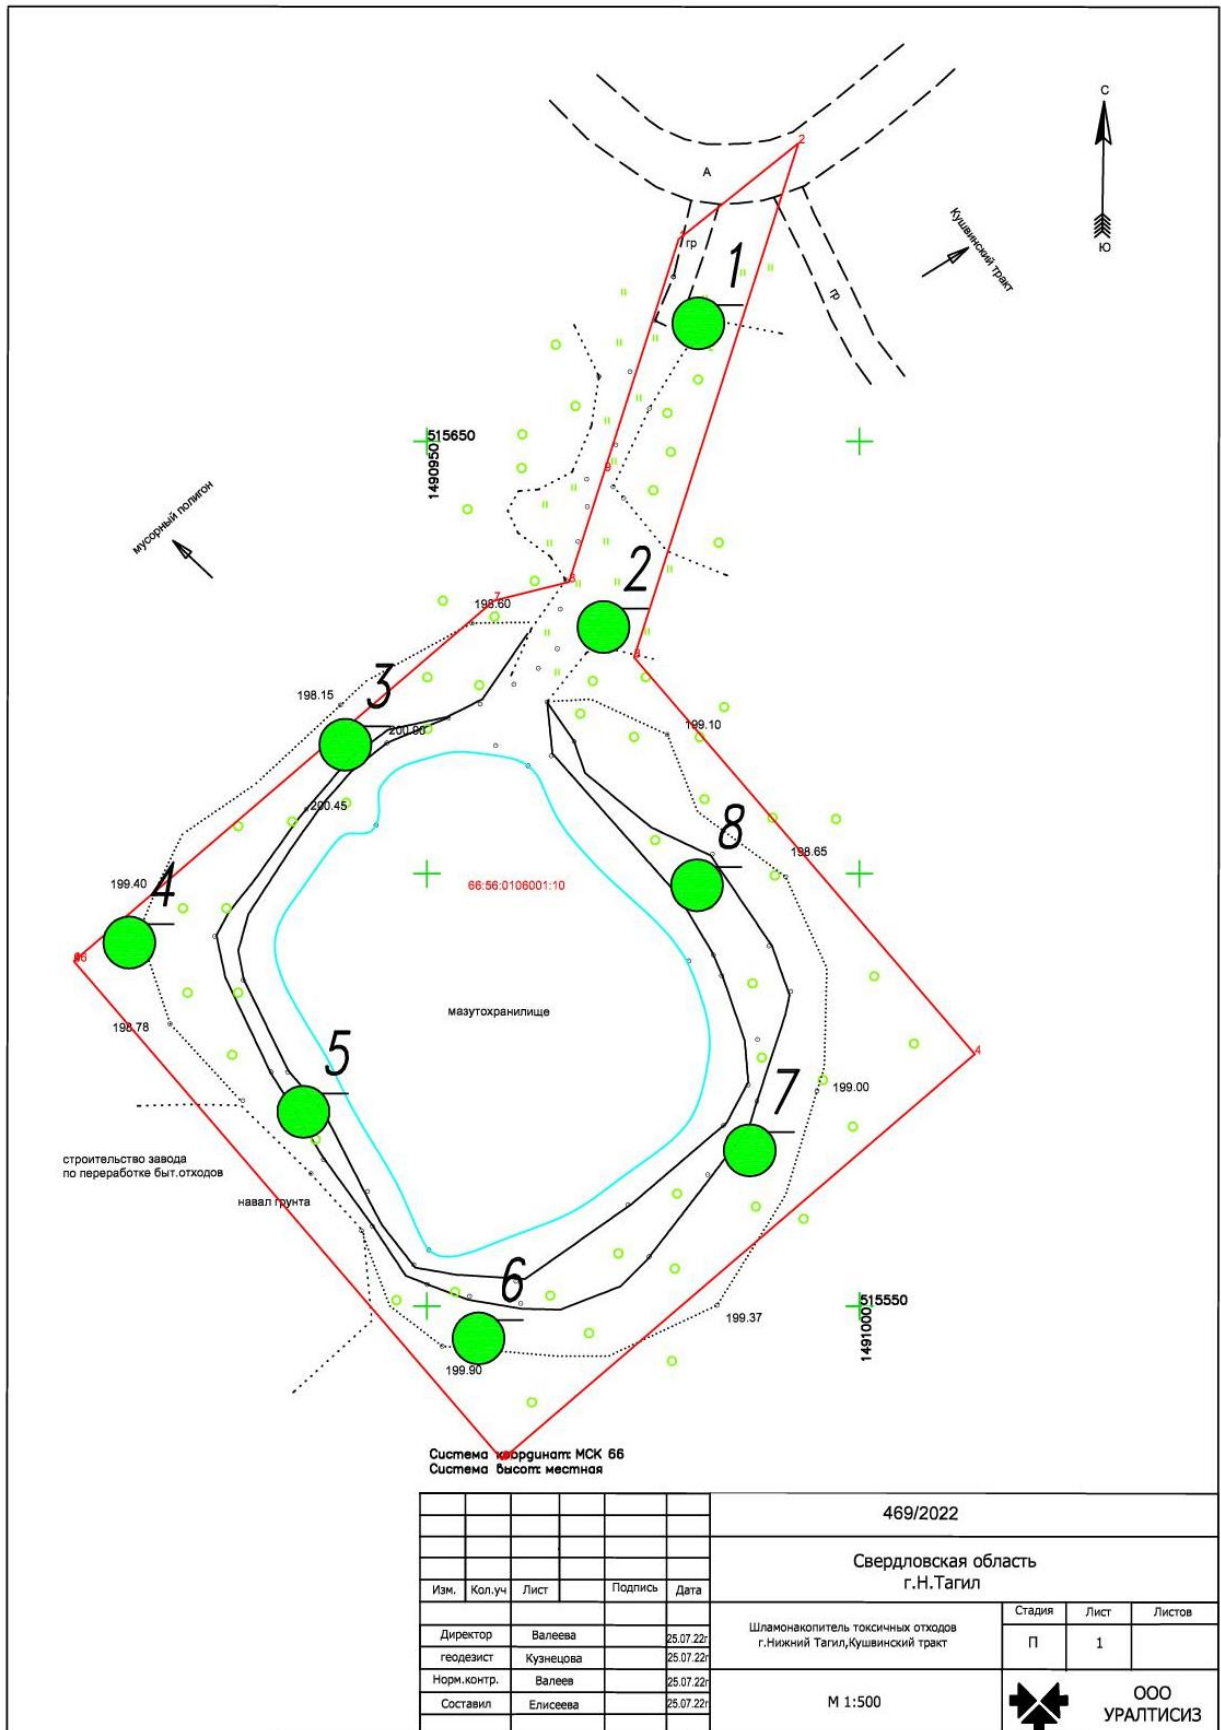 С
Ю
2
А
Кушвинский тракт
гр
1
гр
515650
1490950
9
мусорный полигон
2
8
7
198.60
3
198.15
200.90
199.10
200.45
8
198.65
199.40
4
66:56:0106001:10
198.78
мазутохранилище
5
4
7
199.00
строительство завода
по переработке быт.отходов
навал грунта
6
515550
1491000
199.37
199.90
Система координат: МСК 66
Система высот: местная
469/2022
Свердловская область
г.Н.Тагил
Изм. Кол.уч Лист Подпись Дата
Шламонакопитель токсичных отходов
г.Нижний Тагил,Кушвинский тракт
Стадия Лист Листов
П 1
Директор Валеева 25.07.22г
геодезист Кузнецова 25.07.22г
Норм.контр. Валеев 25.07.22г
Составил Елисеева 25.07.22г
М 1:500
ООО
УРАЛТИСИЗ